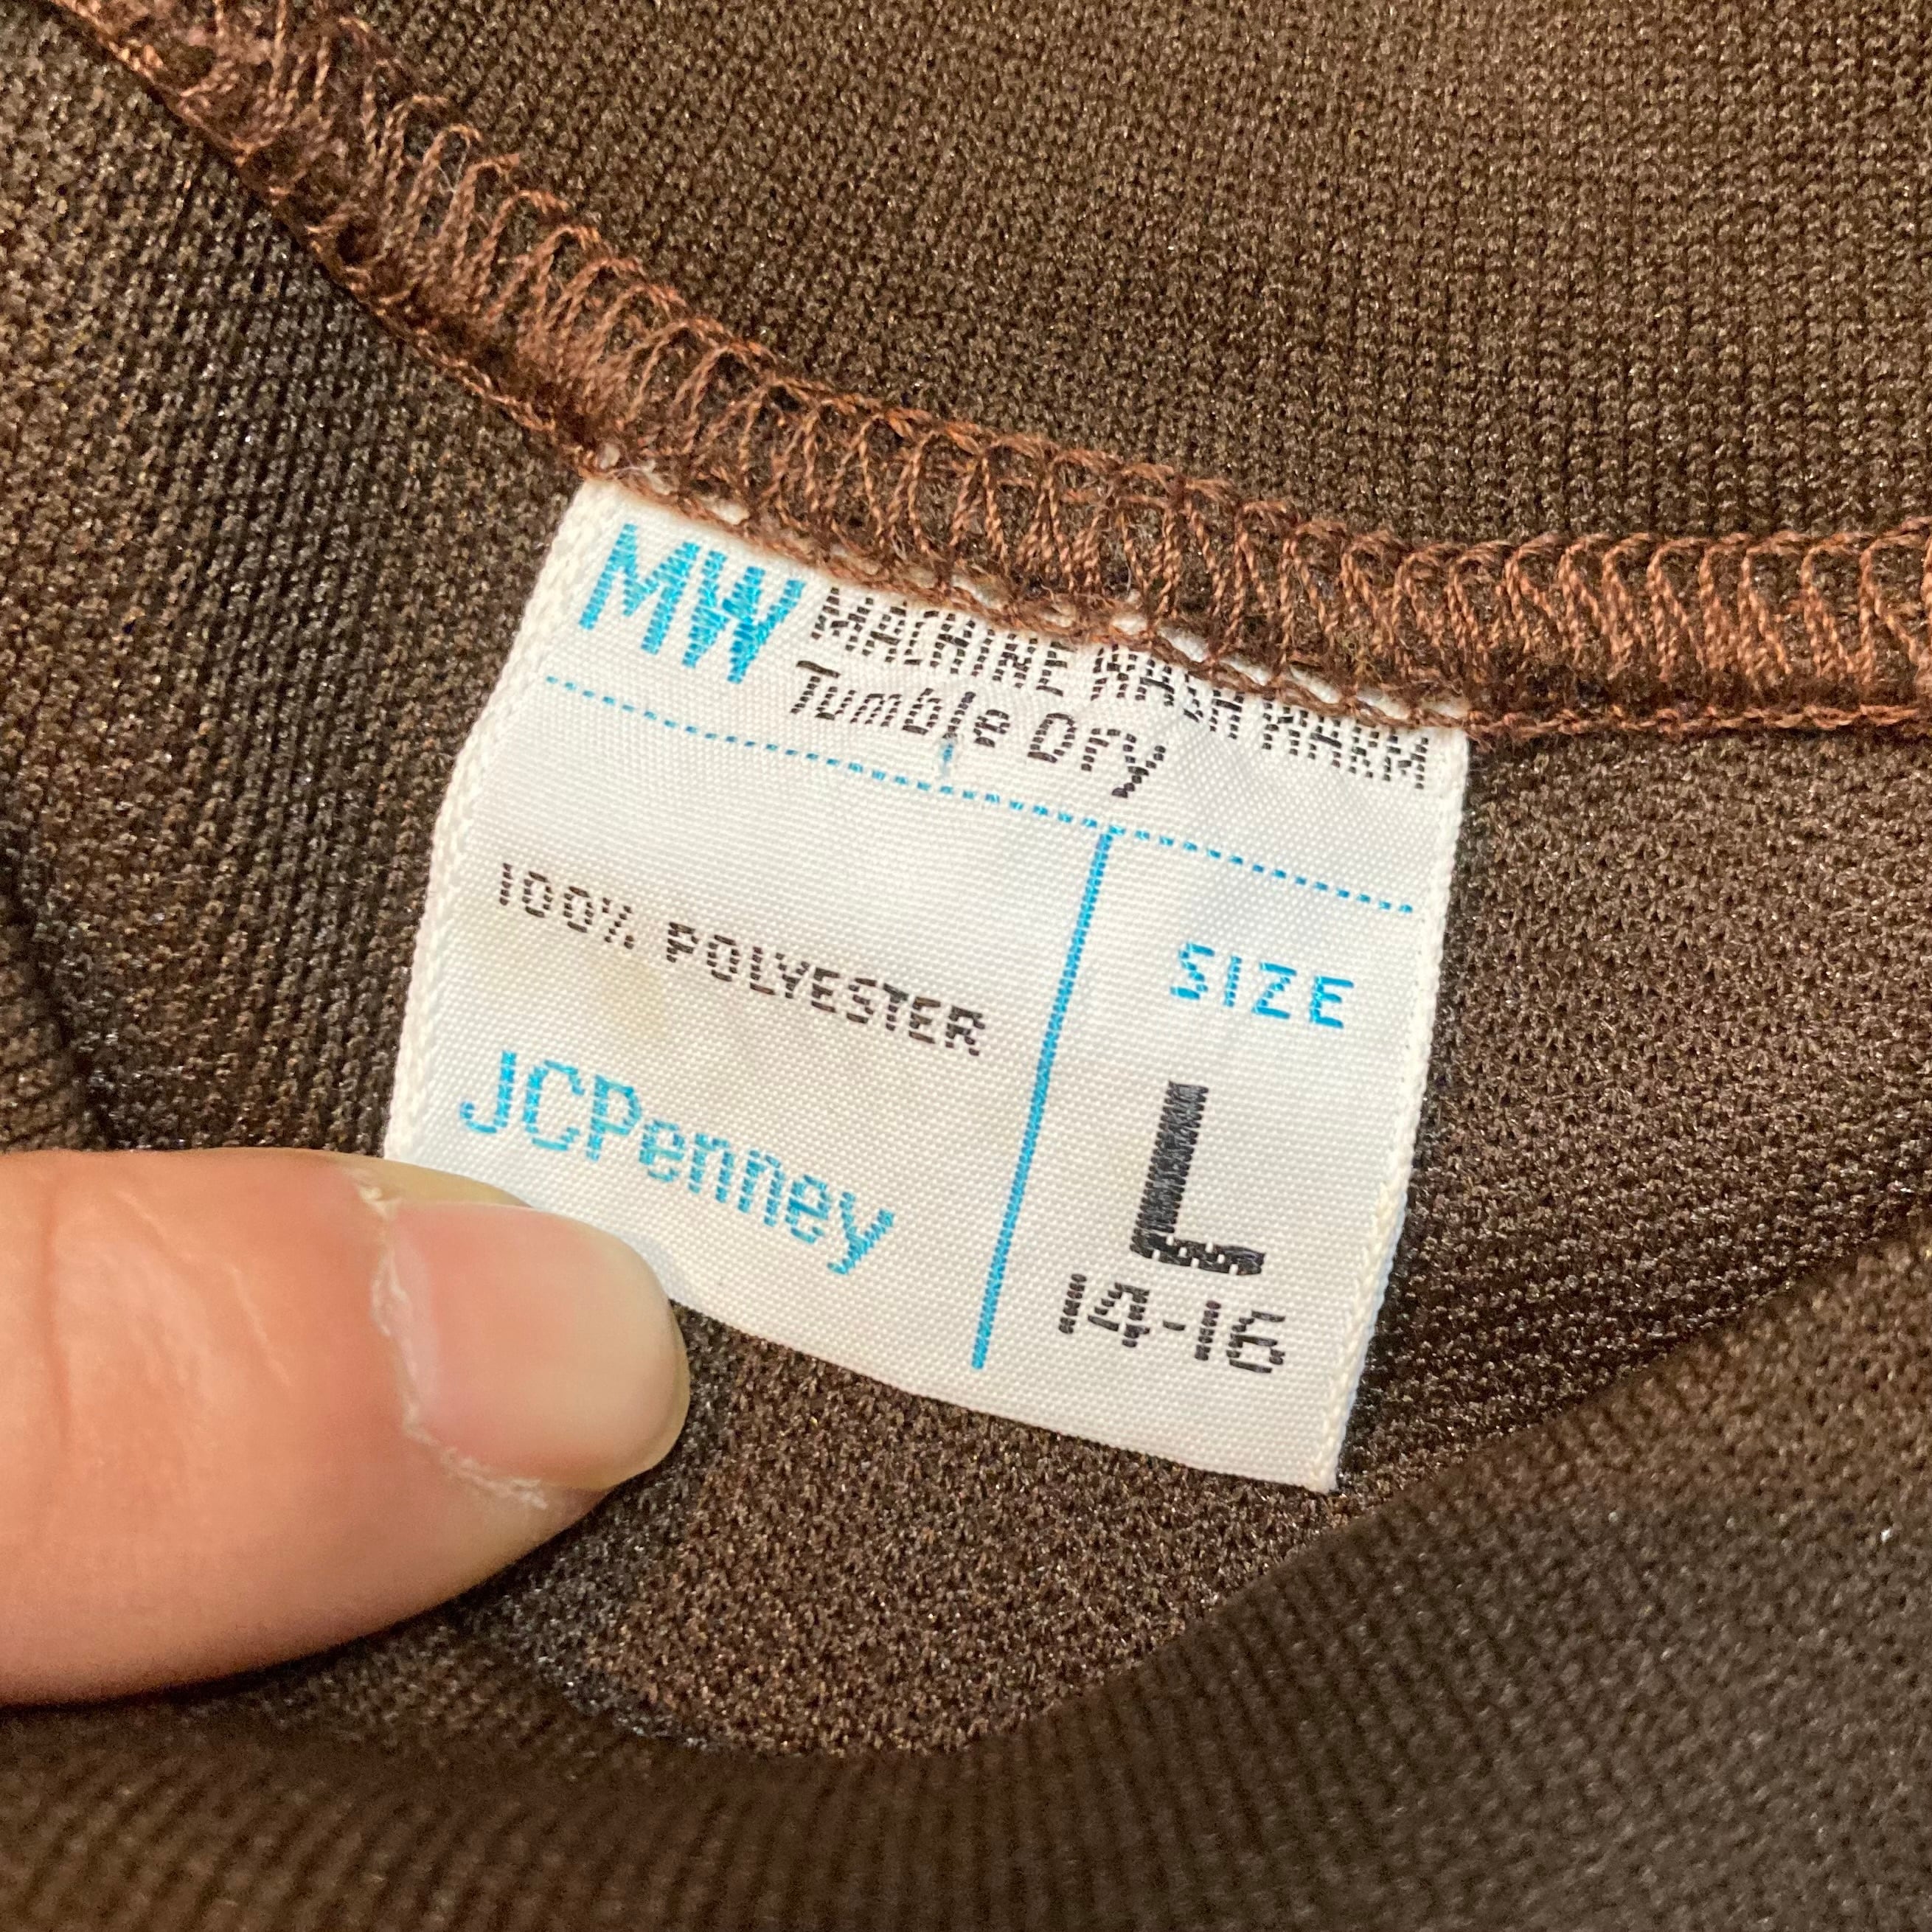 MW MACHINE WASH WARM
Tumble Dry
100% POLYESTER
JCPenney
SIZE
L
14-16